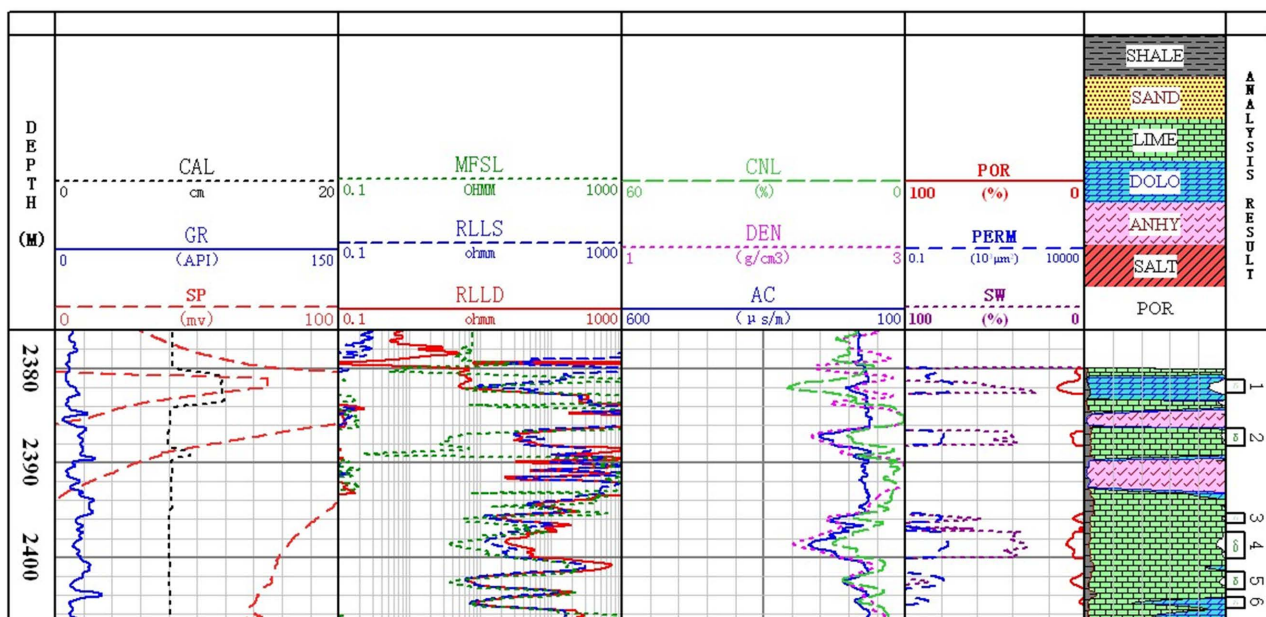 DEPTH (M)
CAL
0 cm 20
GR
0 (API) 150
SP
0 (mv) 100
MFSL
0.1 OHMM 1000
RLLS
0.1 ohmm 1000
RLLD
0.1 ohmm 1000
CNL
60 (%) 0
DEN
1 (g/cm3) 3
AC
600 (μs/m) 100
POR
100 (%) 0
PERM
0.1 10000
SW
100 (%) 0
SHALE
SAND
LIME
DOLO
ANHY
SALT
POR
ANALYSIS RESULT
2380
2390
2400
1
2
3
4
5
6